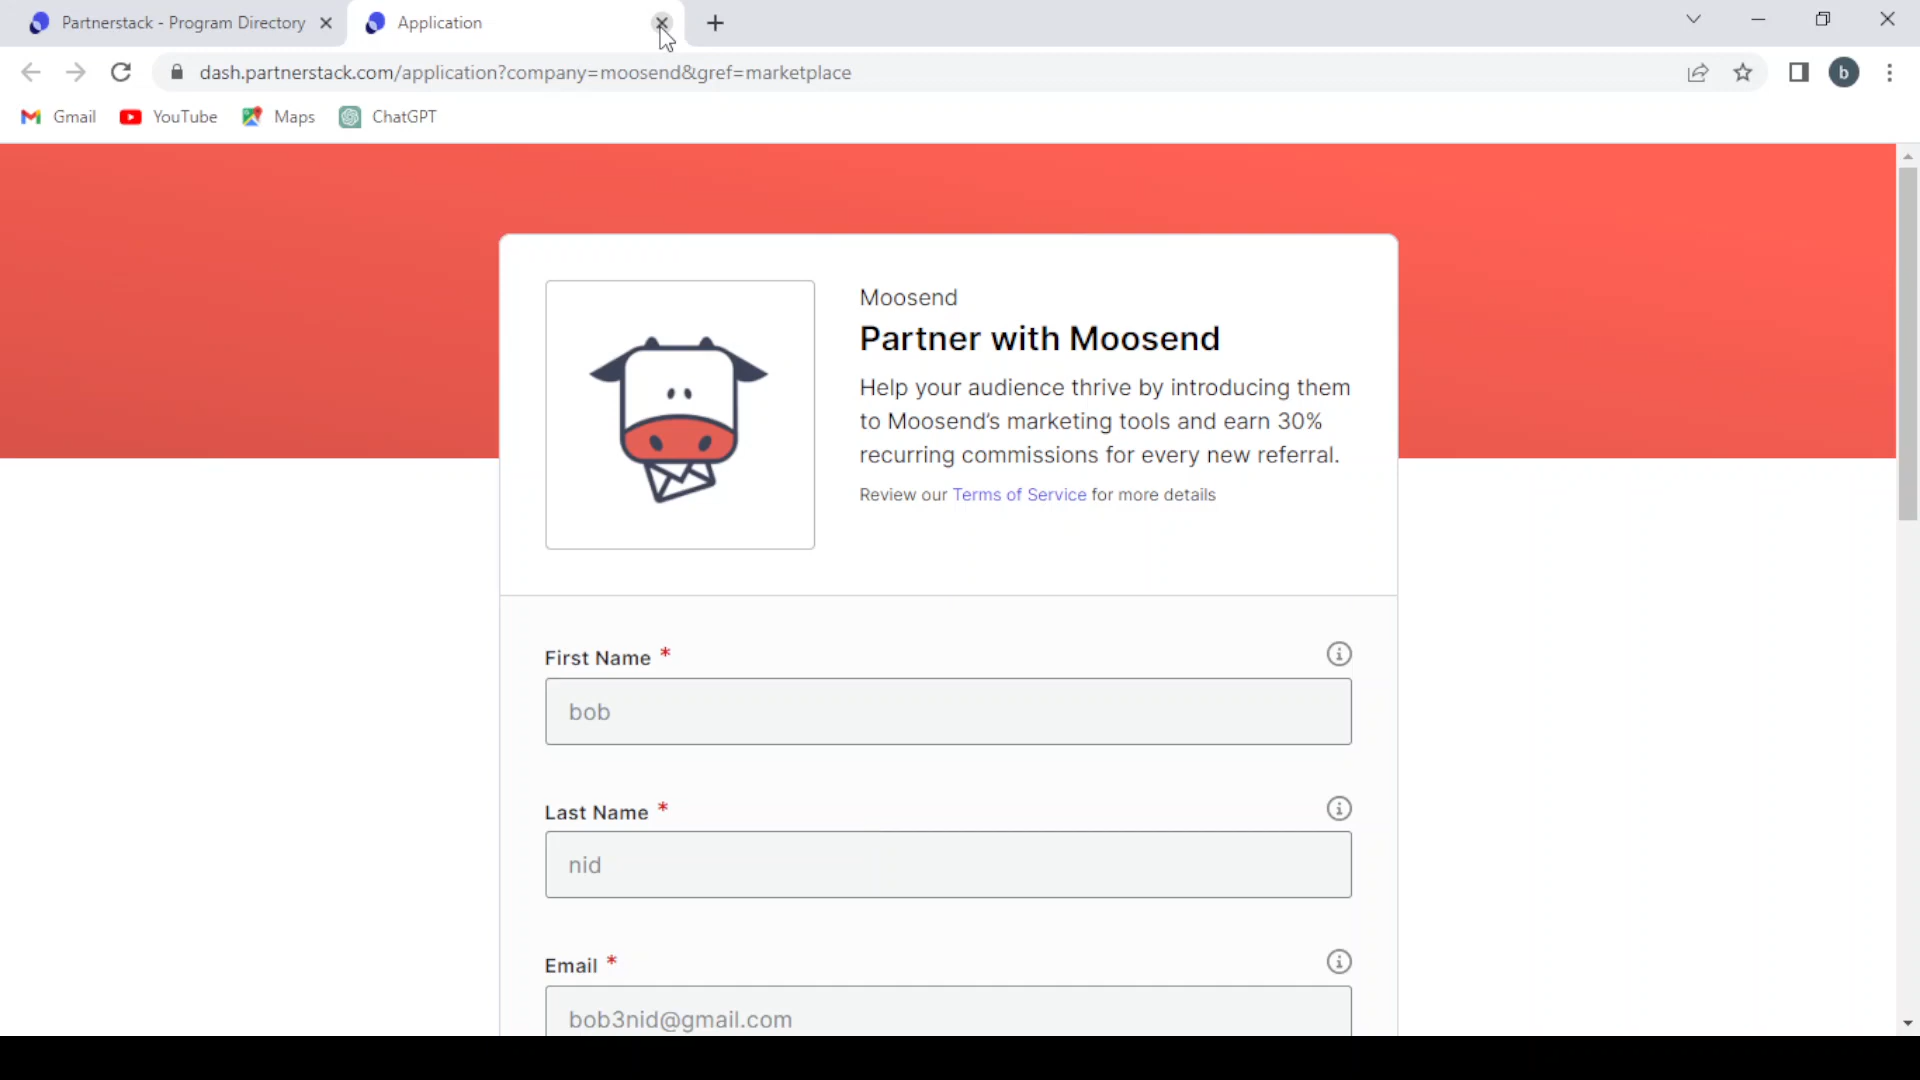 Partnerstack - Program Directory
Application
dash.partnerstack.com/application?company=moosend&gref=marketplace
b
Gmail
YouTube
Maps
ChatGPT
Moosend
Partner with Moosend
Help your audience thrive by introducing them
to Moosend's marketing tools and earn 30%
recurring commissions for every new referral.
Review our Terms of Service for more details
First Name *
bob
Last Name *
nid
Email *
bob3nid@gmail.com